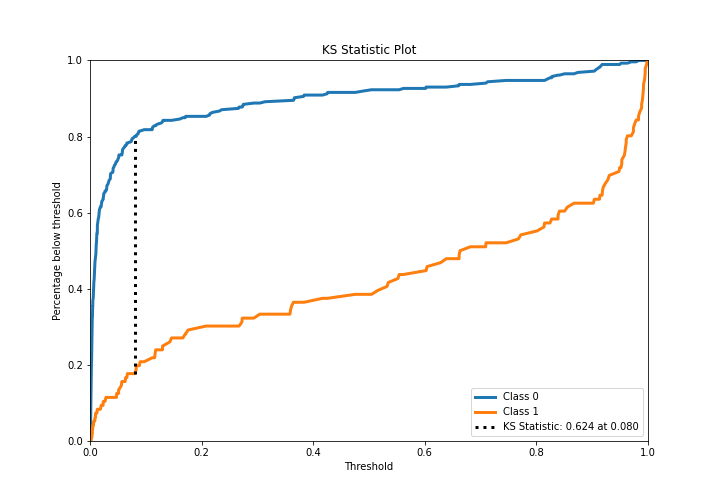 KS Statistic Plot
1.0
0.8
0.6
0.4
0.2
0.0
Percentage below threshold
Class 0
Class 1
KS Statistic: 0.624 at 0.080
0.0 0.2 0.4 0.6 0.8 1.0
Threshold